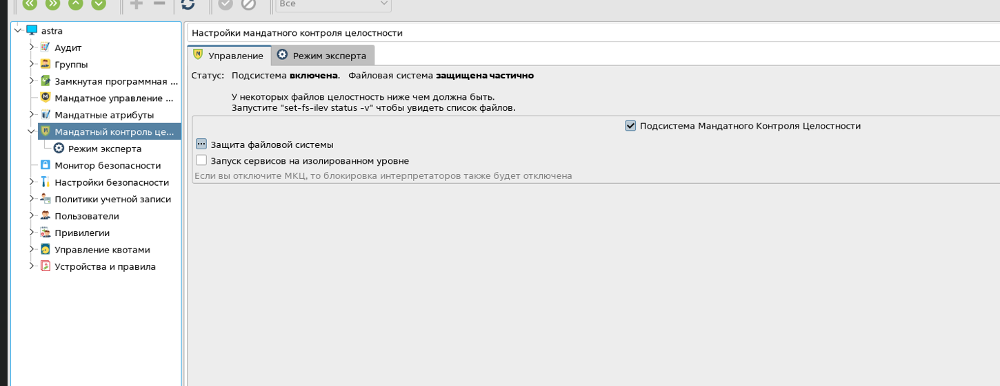 Все
astra
Аудит
Группы
Замкнутая программная ...
Мандатное управление ...
Мандатные атрибуты
Мандатный контроль це...
Режим эксперта
Монитор безопасности
Настройки безопасности
Политики учетной записи
Пользователи
Привилегии
Управление квотами
Устройства и правила
Настройки мандатного контроля целостности
Управление
Режим эксперта
Статус: Подсистема включена. Файловая система защищена частично
У некоторых файлов целостность ниже чем должна быть.
Запустите "set-fs-ilev status -v" чтобы увидеть список файлов.
Подсистема Мандатного Контроля Целостности
Защита файловой системы
Запуск сервисов на изолированном уровне
Если вы отключите МКЦ, то блокировка интерпретаторов также будет отключена